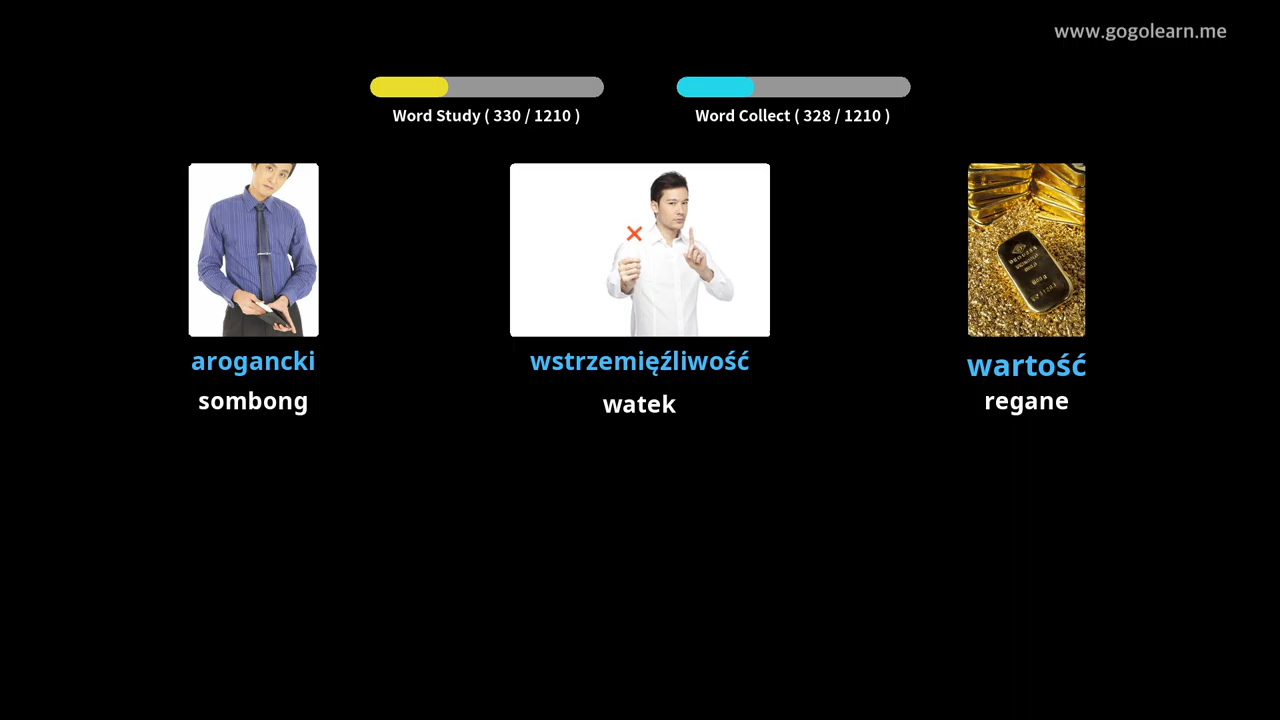 www.gogolearn.me
Word Study ( 330 / 1210 )
Word Collect ( 328 / 1210 )
arogancki
wstrzemięźliwość
wartość
sombong
watek
regane